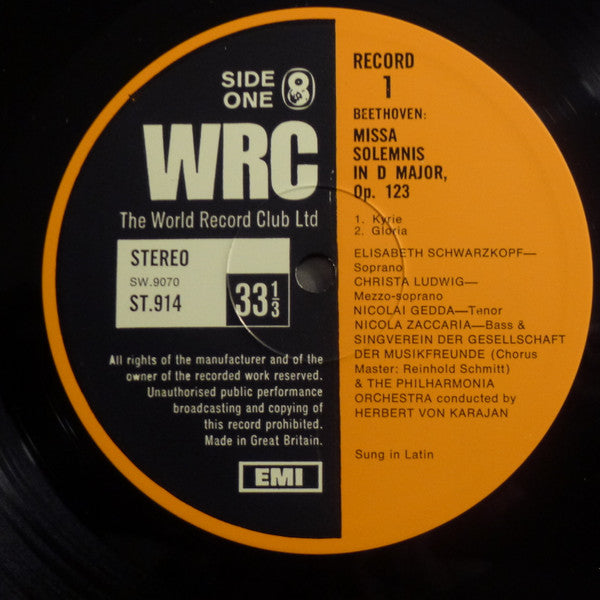 SIDE
ONE
WRC
The World Record Club Ltd
STEREO
SW.9070
ST.914
33 1/3
All rights of the manufacturer and of the
owner of the recorded work reserved.
Unauthorised public performance
broadcasting and copying of
this record prohibited.
Made in Great Britain.
EMI
RECORD
1
BEETHOVEN:
MISSA
SOLEMNIS
IN D MAJOR,
Op. 123
1. Kyrie
2. Gloria
ELISABETH SCHWARZKOPF—
Soprano
CHRISTA LUDWIG—
Mezzo-soprano
NICOLAI GEDDA—Tenor
NICOLA ZACCARIA—Bass &
SINGVEREIN DER GESELLSCHAFT
DER MUSIKFREUNDE (Chorus
Master: Reinhold Schmitt)
& THE PHILHARMONIA
ORCHESTRA conducted by
HERBERT VON KARAJAN
Sung in Latin